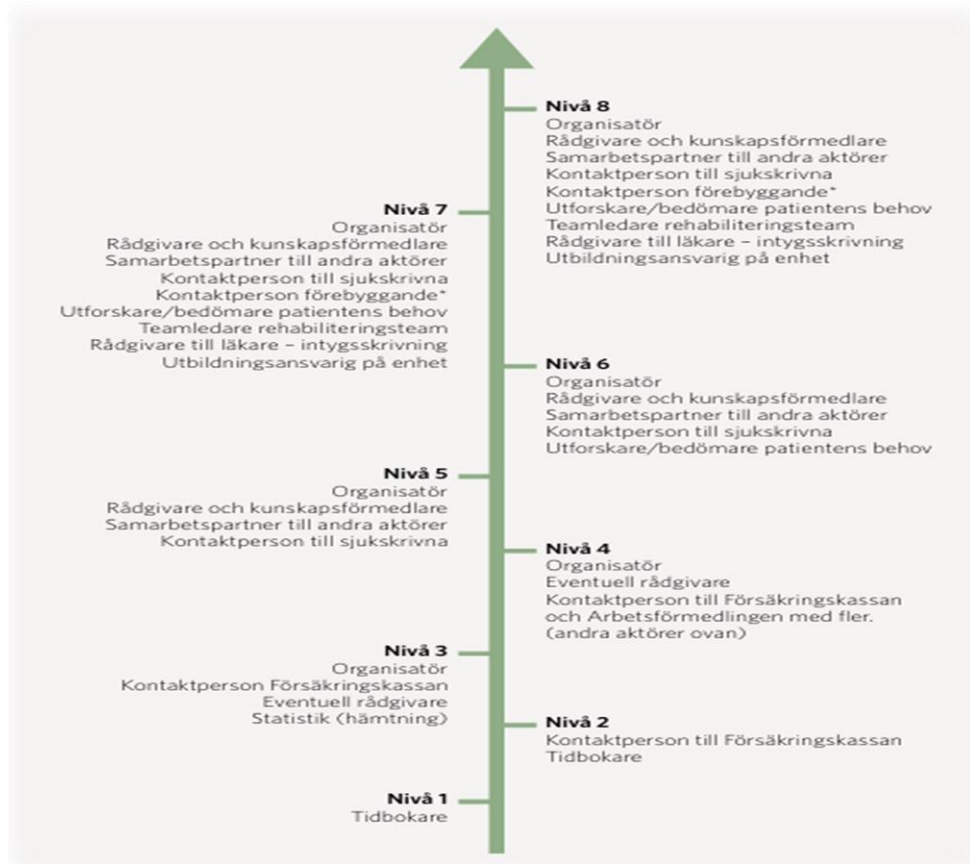 Nivå 8
Organisatör
Rådgivare och kunskapsförmedlare
Samarbetspartner till andra aktörer
Kontaktperson till sjukskrivna
Kontaktperson förebyggande*
Utforskare/bedömare patientens behov
Teamledare rehabiliteringsteam
Rådgivare till läkare – intygsskrivning
Utbildningsansvarig på enhet
Nivå 7
Organisatör
Rådgivare och kunskapsförmedlare
Samarbetspartner till andra aktörer
Kontaktperson till sjukskrivna
Kontaktperson förebyggande*
Utforskare/bedömare patientens behov
Teamledare rehabiliteringsteam
Rådgivare till läkare – intygsskrivning
Utbildningsansvarig på enhet
Nivå 6
Organisatör
Rådgivare och kunskapsförmedlare
Samarbetspartner till andra aktörer
Kontaktperson till sjukskrivna
Utforskare/bedömare patientens behov
Nivå 5
Organisatör
Rådgivare och kunskapsförmedlare
Samarbetspartner till andra aktörer
Kontaktperson till sjukskrivna
Nivå 4
Organisatör
Eventuell rådgivare
Kontaktperson till Försäkringskassan
och Arbetsförmedlingen med fler.
(andra aktörer ovan)
Nivå 3
Organisatör
Kontaktperson Försäkringskassan
Eventuell rådgivare
Statistik (hämtning)
Nivå 2
Kontaktperson till Försäkringskassan
Tidbokare
Nivå 1
Tidbokare